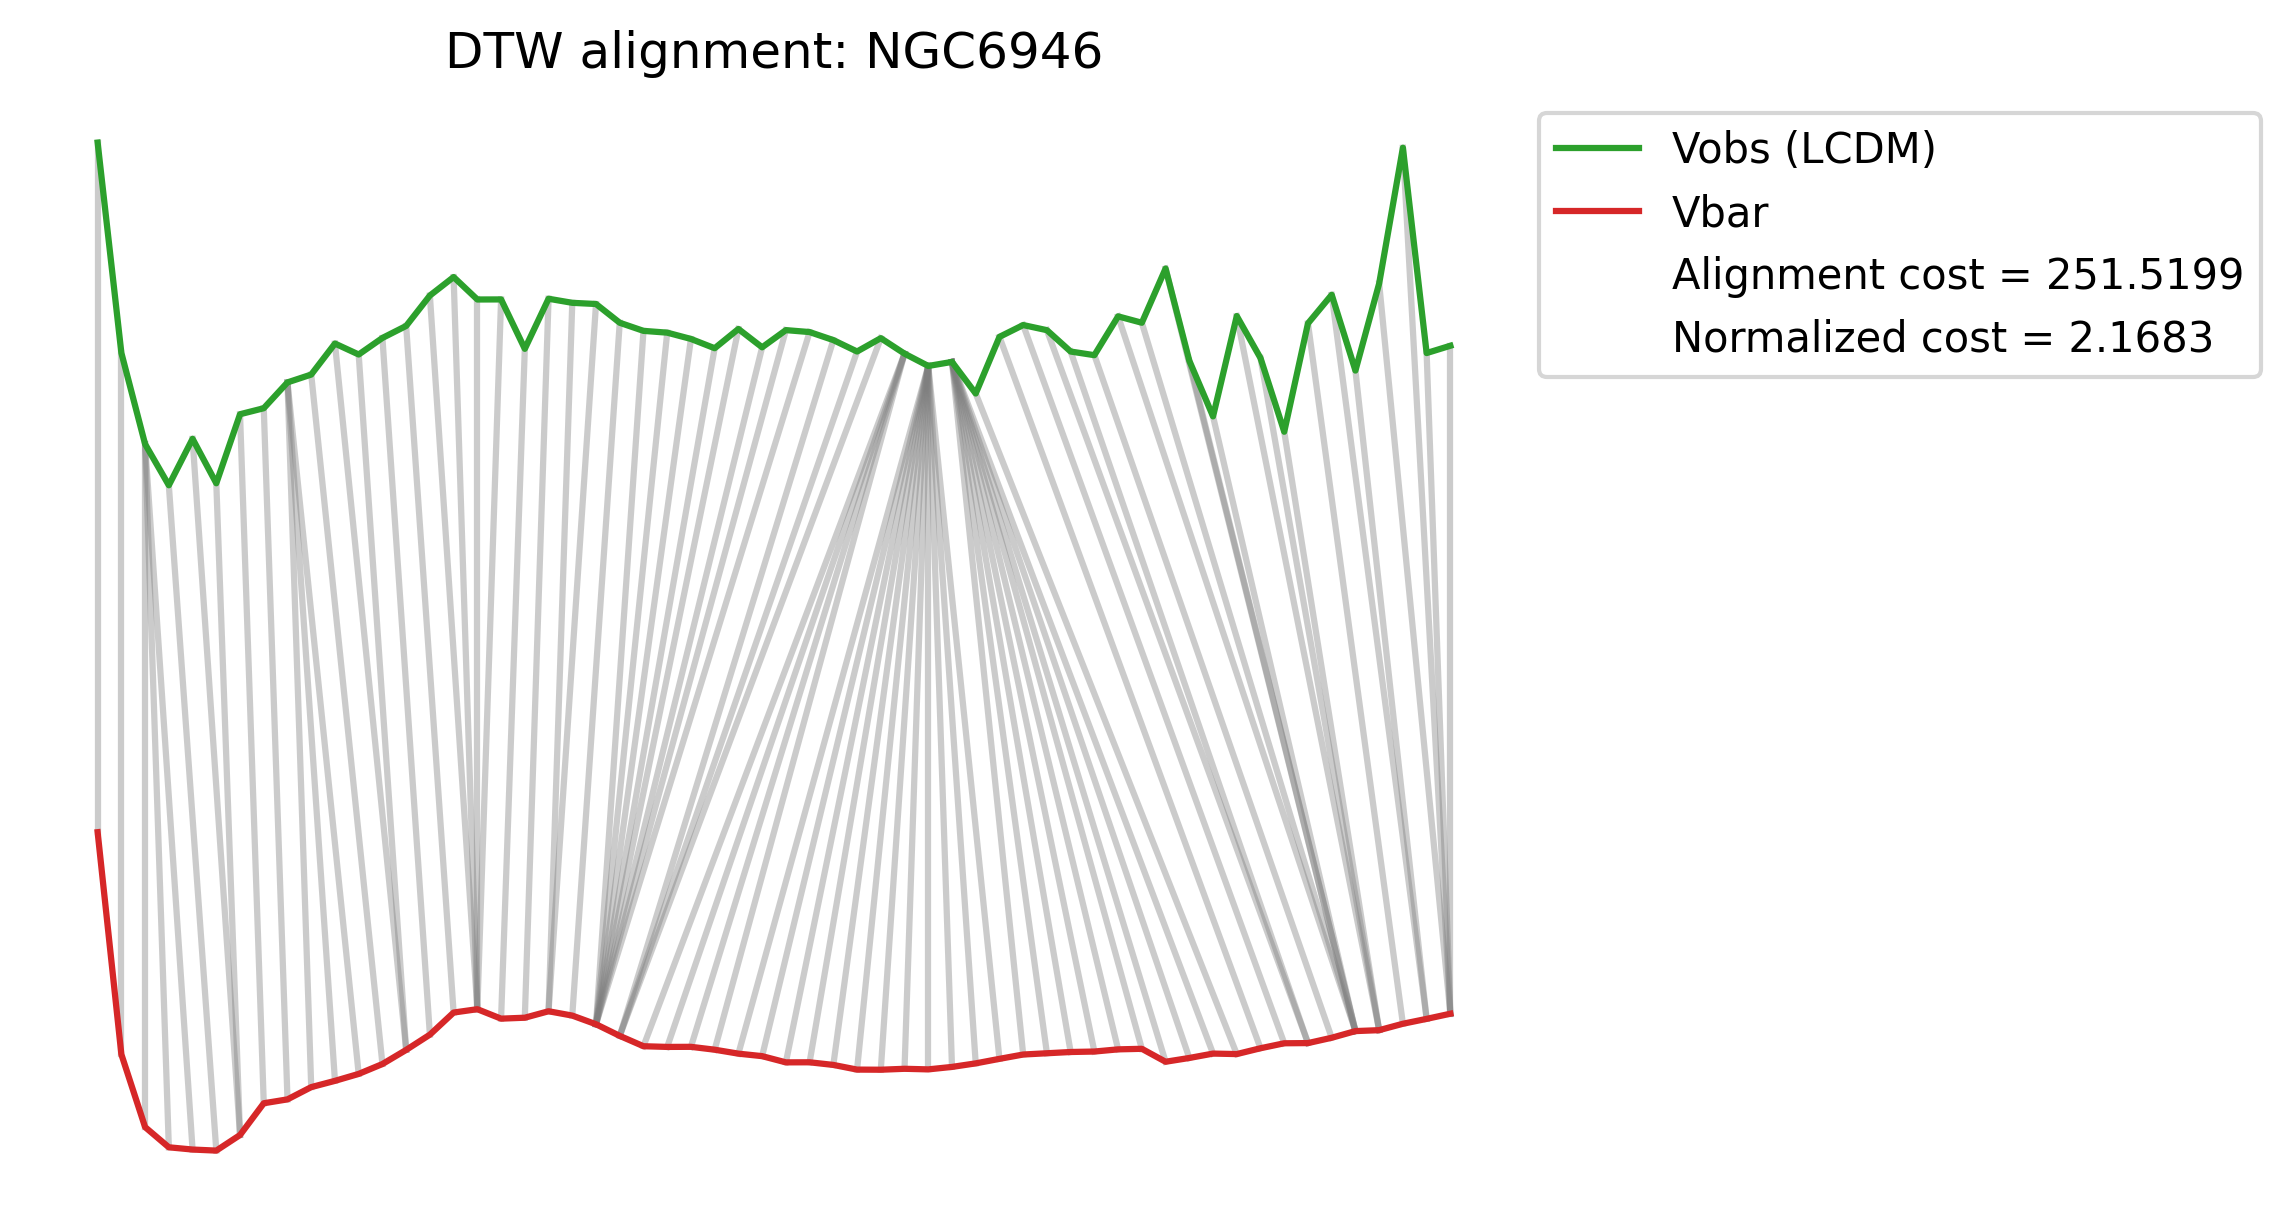 DTW alignment: NGC6946
Vobs (LCDM)
Vbar
Alignment cost = 251.5199
Normalized cost = 2.1683